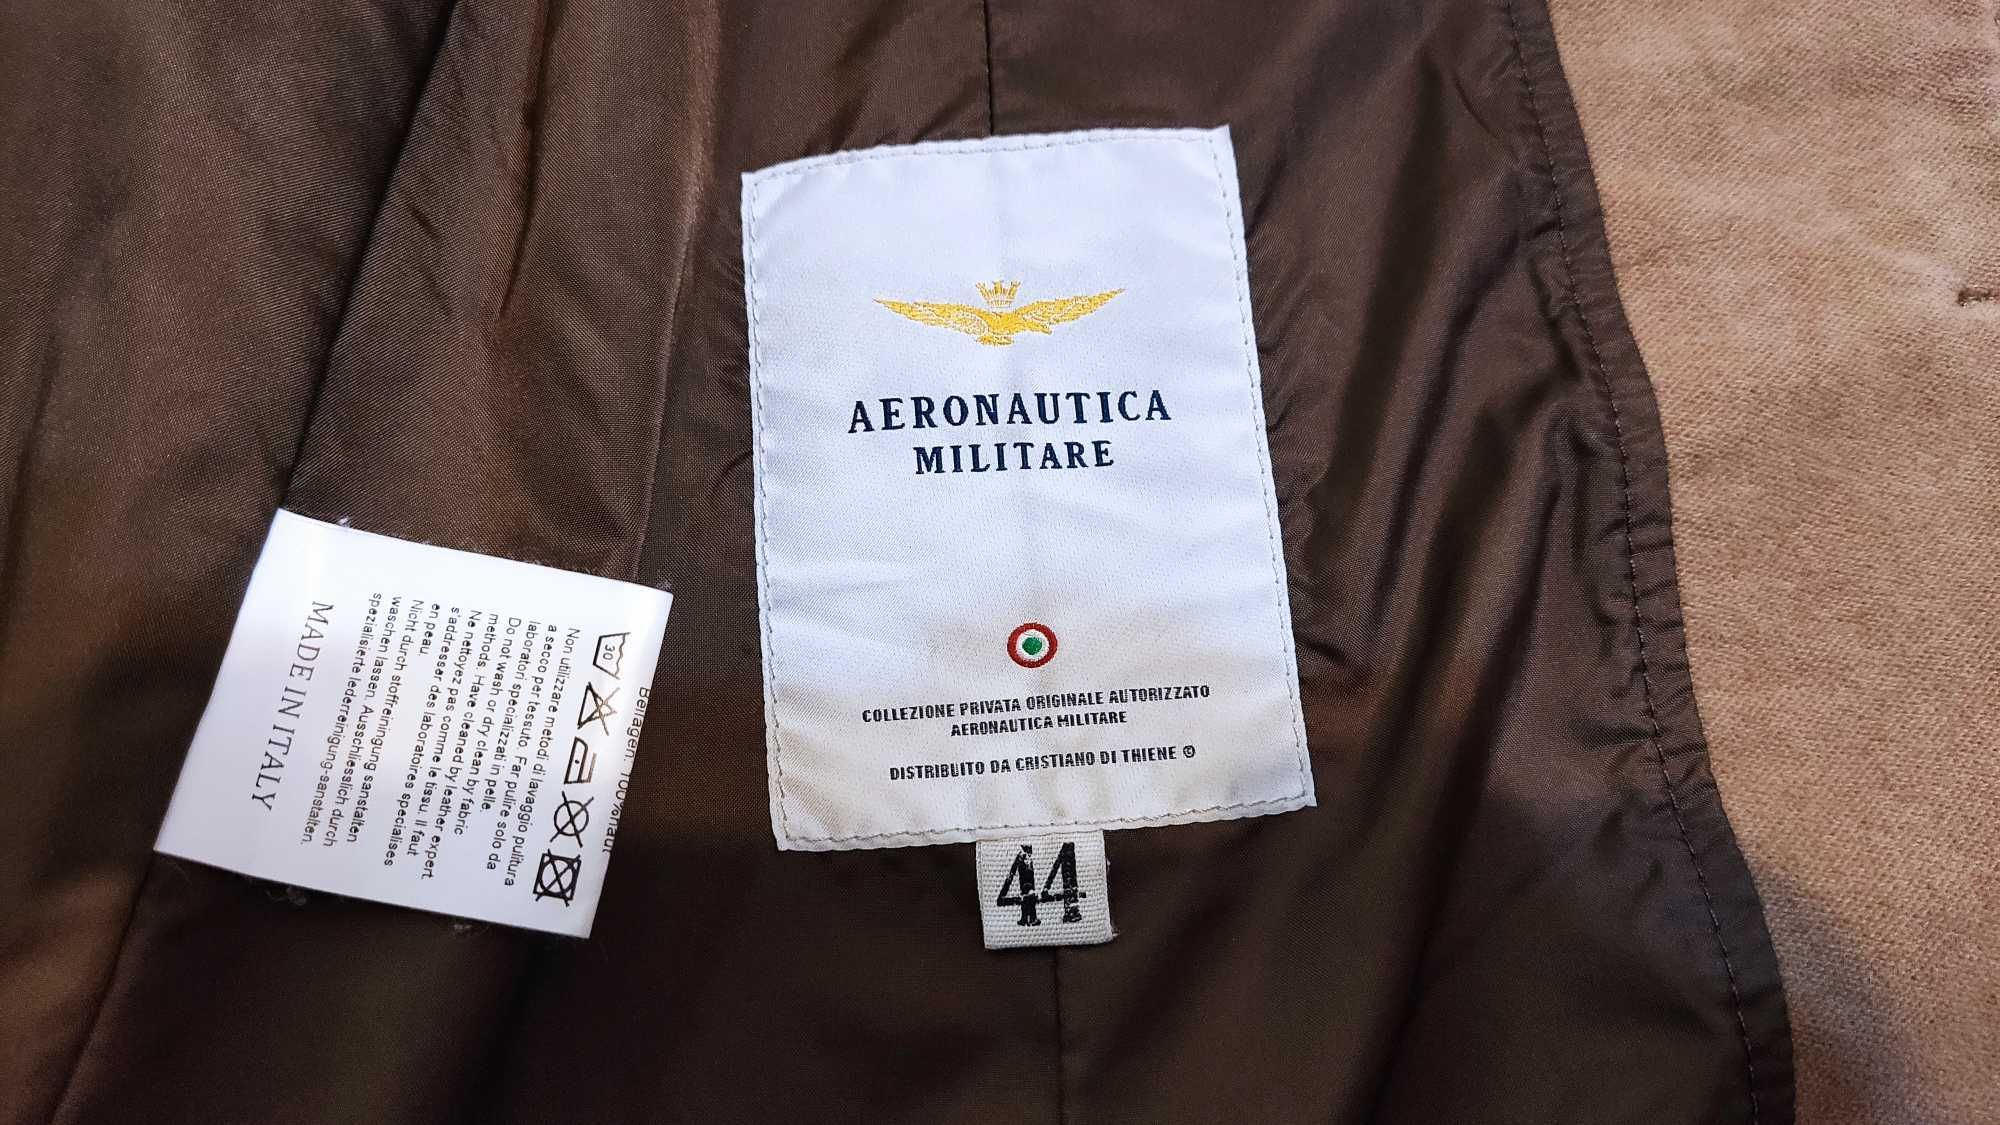 AERONAUTICA
MILITARE
COLLEZIONE PRIVATA ORIGINALE AUTORIZZATO
AERONAUTICA MILITARE
DISTRIBUITO DA CRISTIANO DI THIENE ©
44
30
Non utilizzare metodi di lavaggio pulitura
a secco per tessuto. Far pulire solo da
laboratori specializzati in pelle.
Do not wash or dry clean by fabric
methods. Have cleaned by leather expert
Ne nettoyez pas comme le tissu. Il faut
s'addresser des laboratoires specialises
en peau.
Nicht durch stoffreiningung sanstalten
waschen lassen. Ausschliesslich durch
spezialisierte lederreinigung-sanstalten.
MADE IN ITALY